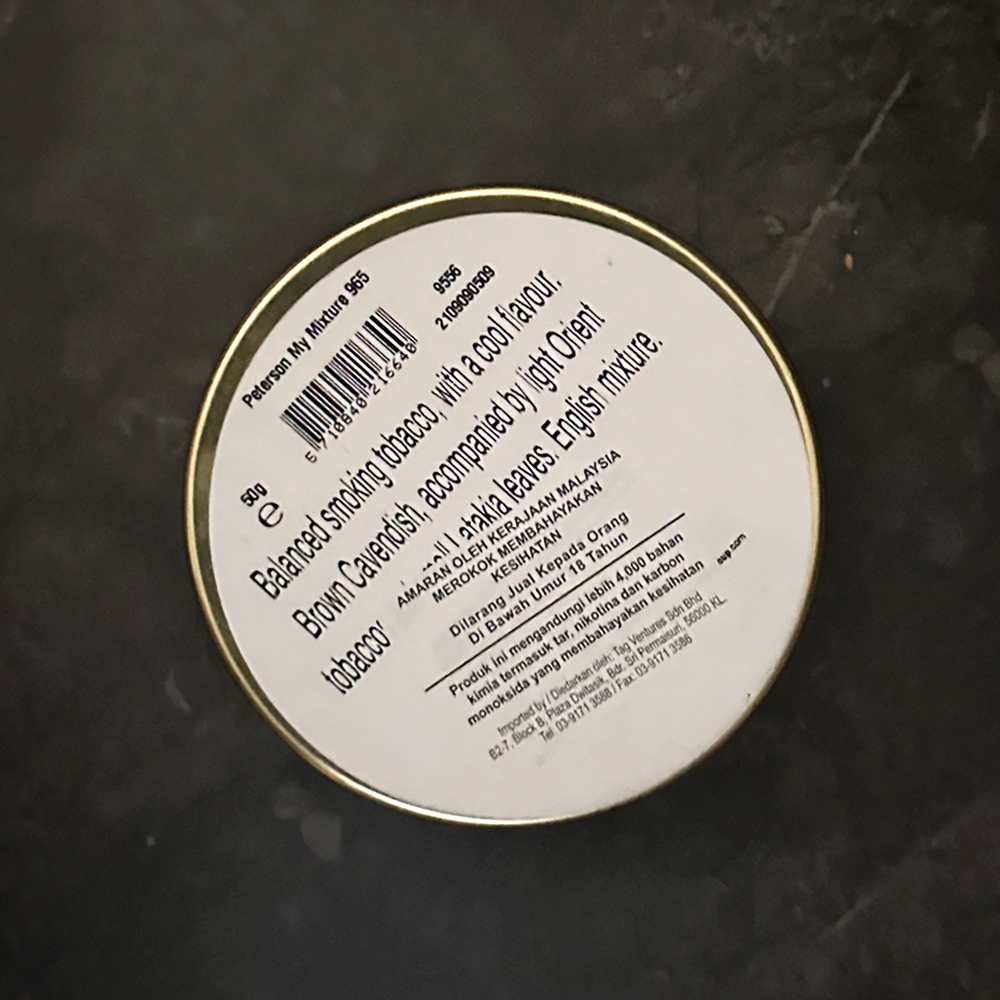 Peterson My Mixture 965
5 710840 216640
9556
2109090509
50g
e
Balanced smoking tobacco, with a cool flavour.
Brown Cavendish, accompanied by light Orient
tobacco Latakia leaves. English mixture.
AMARAN OLEH KERAJAAN MALAYSIA
MEROKOK MEMBAHAYAKAN
KESIHATAN
Dilarang Jual Kepada Orang
Di Bawah Umur 18 Tahun
Produk ini mengandungi lebih 4,000 bahan
kimia termasuk tar, nikotina dan karbon
monoksida yang membahayakan kesihatan
Imported by / Diedarkan oleh: Tag Ventures Sdn Bhd
B2-7, Block B, Plaza Dwitasik, Bdr. Sri Permaisuri, 56000 KL.
Tel: 03-9171 3588 / Fax: 03-9171 3586